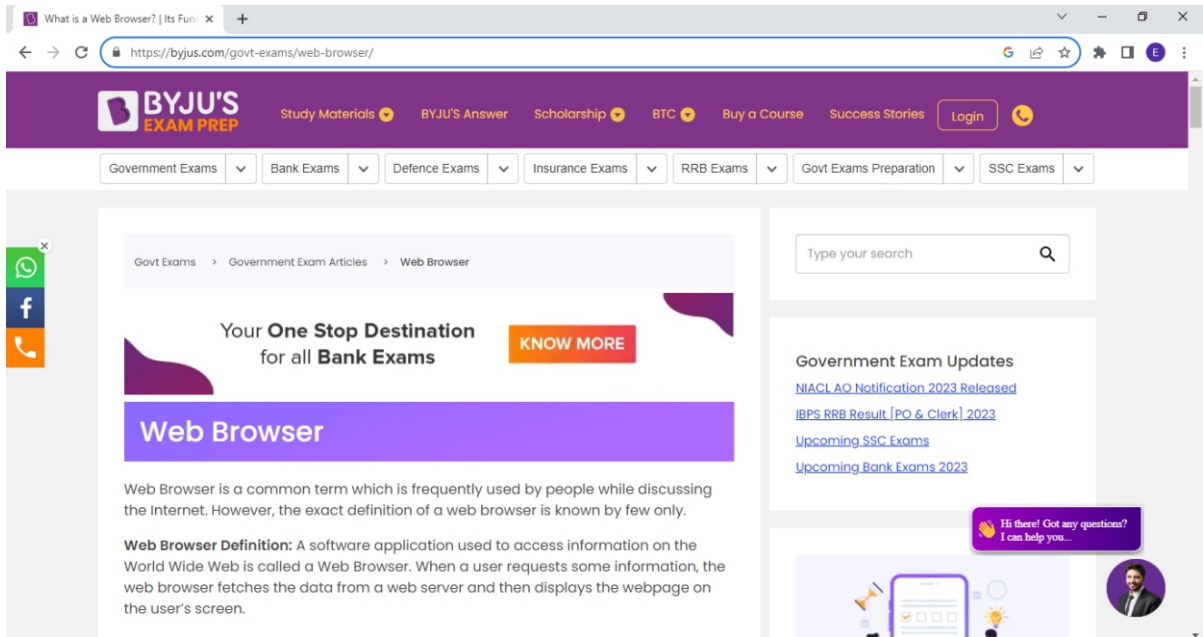 What is a Web Browser? | Its Fun
https://byjus.com/govt-exams/web-browser/
E
BYJU'S
EXAM PREP
Study Materials
BYJU'S Answer
Scholarship
BTC
Buy a Course
Success Stories
Login
Government Exams
Bank Exams
Defence Exams
Insurance Exams
RRB Exams
Govt Exams Preparation
SSC Exams
Govt Exams > Government Exam Articles > Web Browser
Type your search
Your One Stop Destination
for all Bank Exams
KNOW MORE
Government Exam Updates
NIACL AO Notification 2023 Released
IBPS RRB Result [PO & Clerk] 2023
Upcoming SSC Exams
Upcoming Bank Exams 2023
Web Browser
Web Browser is a common term which is frequently used by people while discussing
the Internet. However, the exact definition of a web browser is known by few only.
Web Browser Definition: A software application used to access information on the
World Wide Web is called a Web Browser. When a user requests some information, the
web browser fetches the data from a web server and then displays the webpage on
the user's screen.
Hi there! Got any questions?
I can help you...